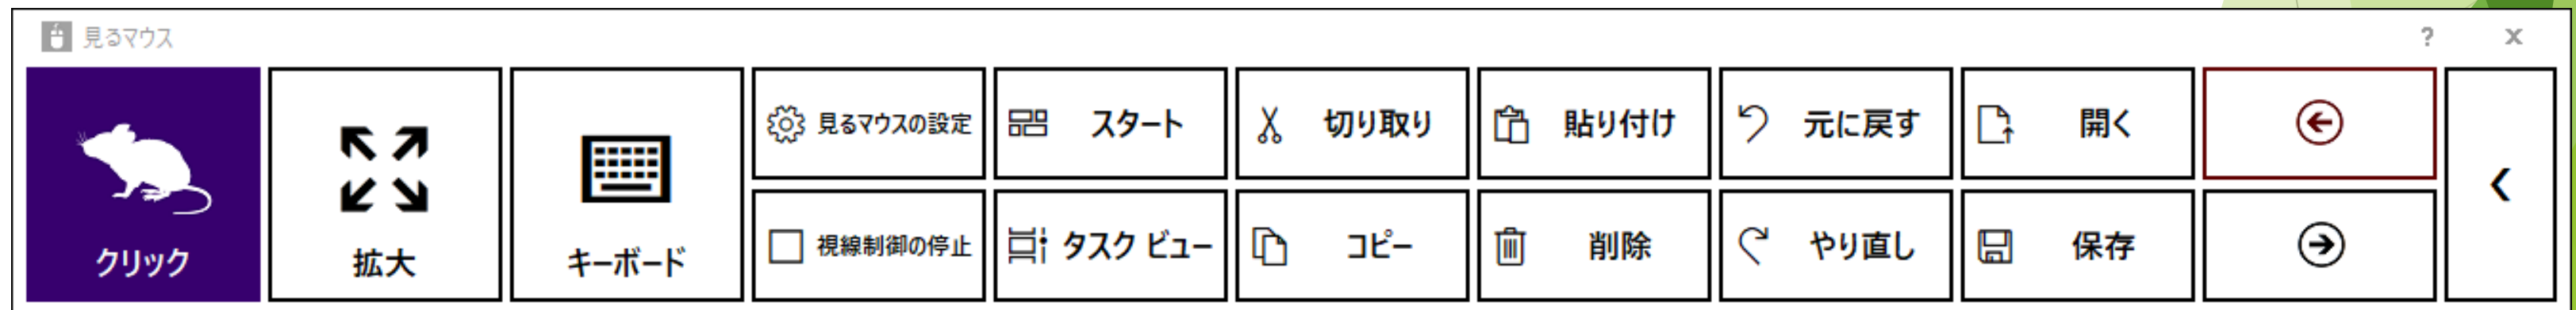 見るマウス ? x
クリック
拡大
キーボード
見るマウスの設定
視線制御の停止
スタート
タスク ビュー
切り取り
コピー
貼り付け
削除
元に戻す
やり直し
開く
保存